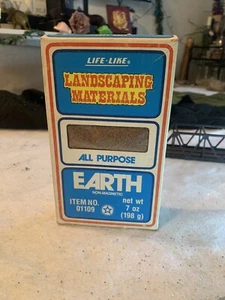 LIFE-LIKE®
LANDSCAPING
MATERIALS
ALL PURPOSE
EARTH
NON-MAGNETIC
ITEM NO.
01109
net wt
7 oz
(198 g)